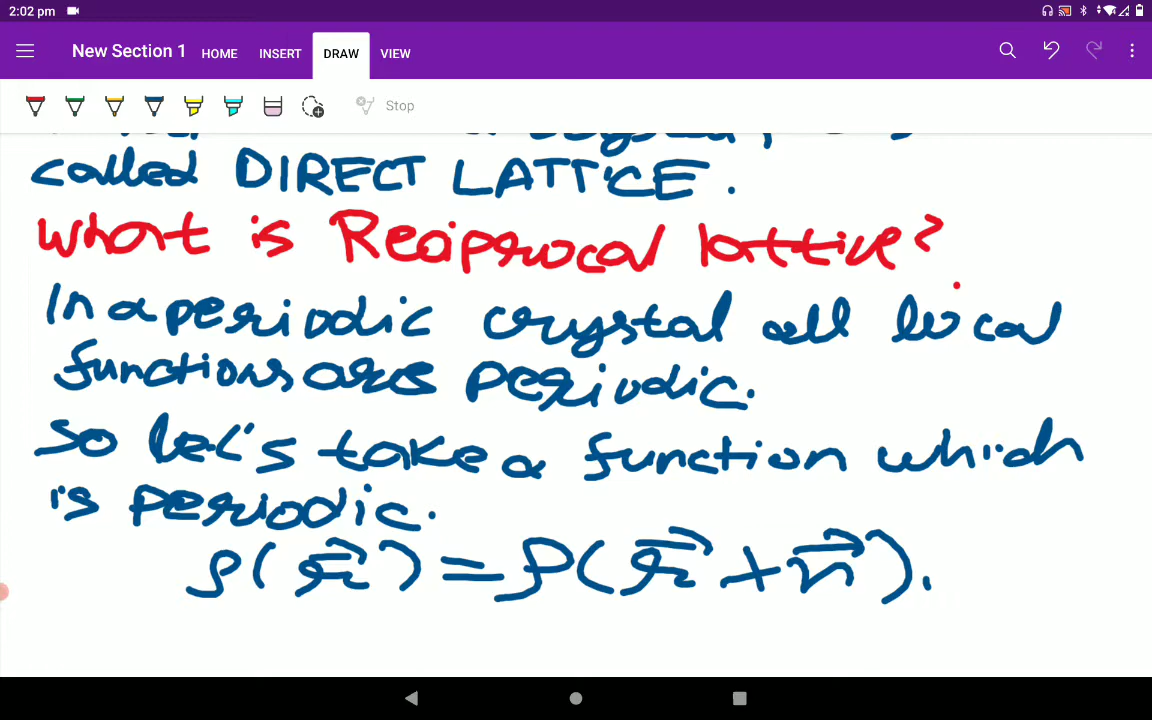 2:02 pm
New Section 1 HOME INSERT DRAW VIEW
Stop
called DIRECT LATTICE.
What is Reciprocal lattice?
In a periodic crystal all local
functions are periodic.
So let's take a function which
is periodic.
ρ(r⃗) = ρ(r⃗ + n⃗).